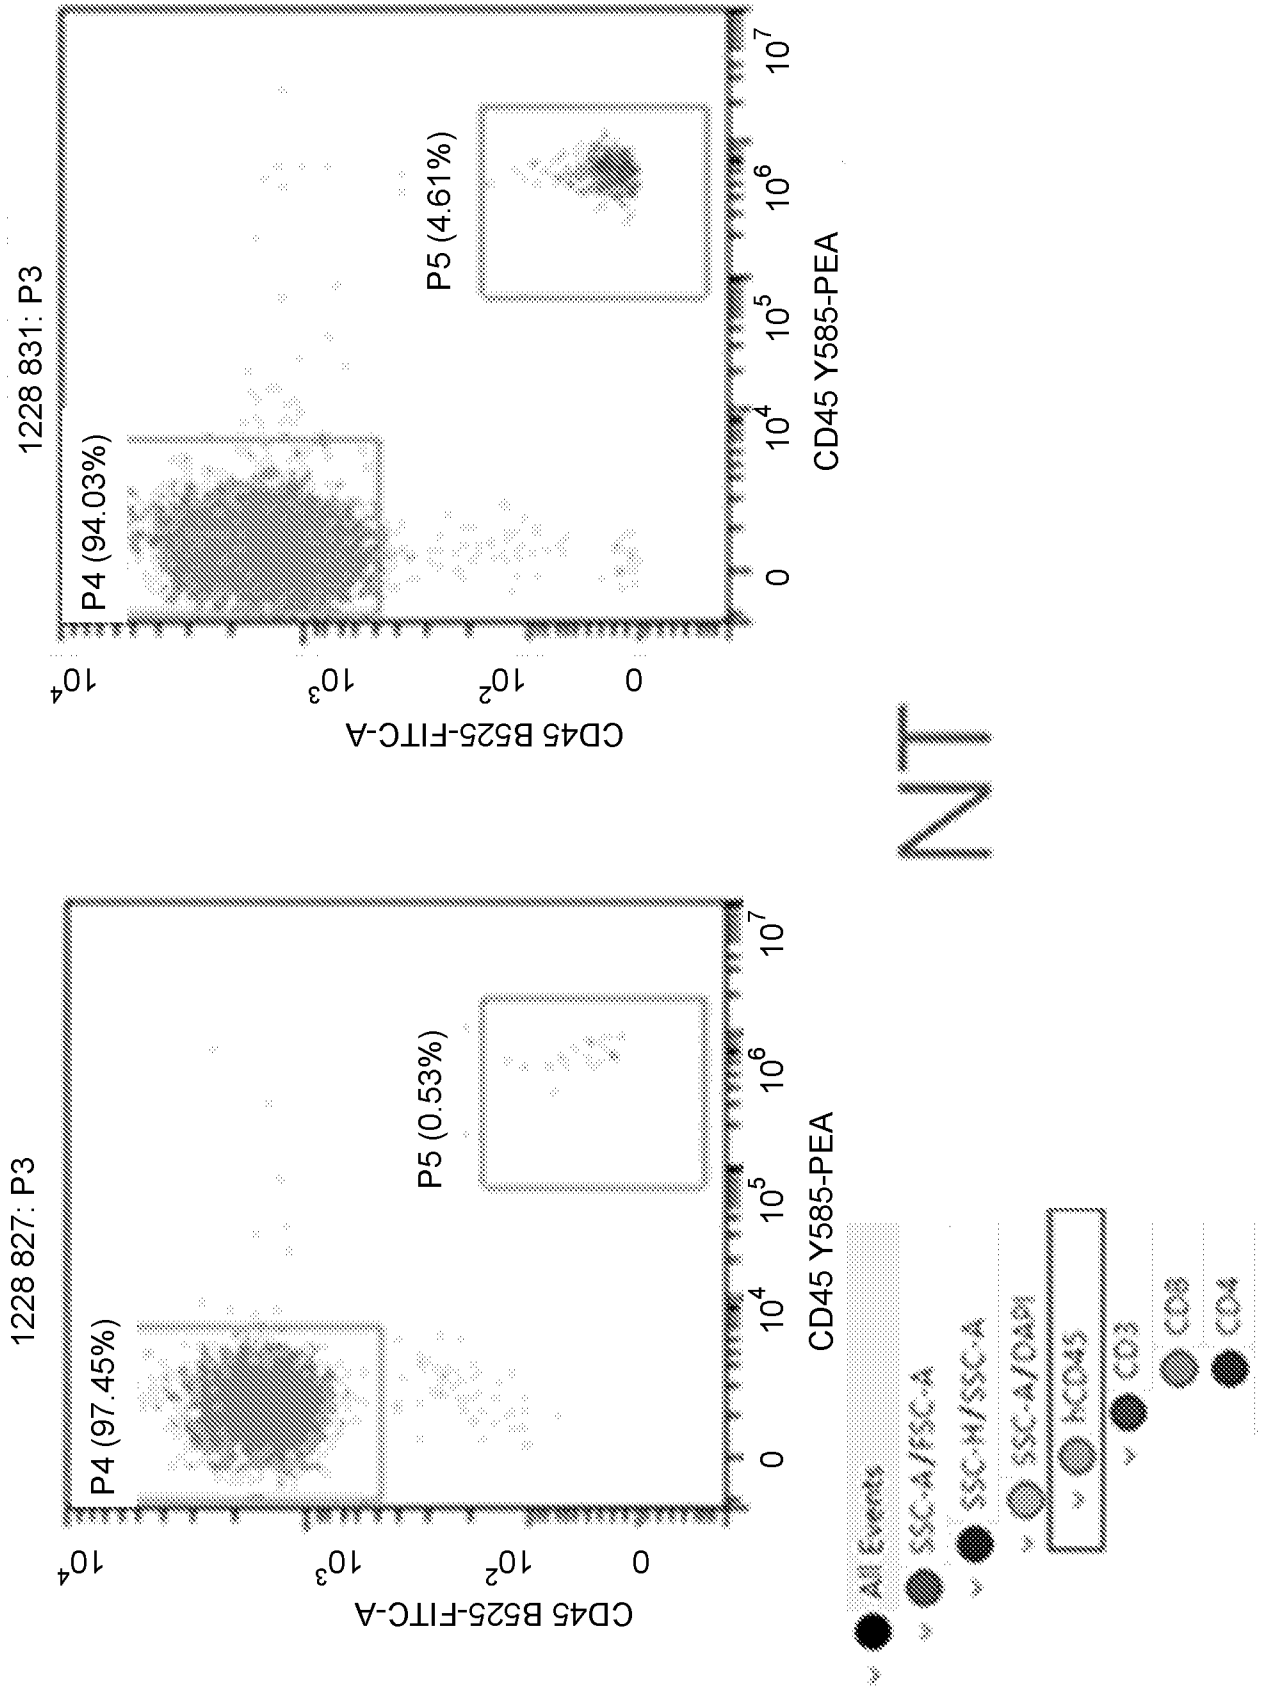 1228 827: P3
P4 (97.45%)
P5 (0.53%)
10⁴
10³
10²
0
CD45 B525-FITC-A
0
10⁴
10⁵
10⁶
10⁷
CD45 Y585-PEA
1228 831: P3
P4 (94.03%)
P5 (4.61%)
10⁴
10³
10²
0
CD45 B525-FITC-A
0
10⁴
10⁵
10⁶
10⁷
CD45 Y585-PEA
All Events
SSC-A/FSC-A
SSC-H/SSC-A
SSC-A/DAPI
hCD45
CD3
CD8
CD4
NT